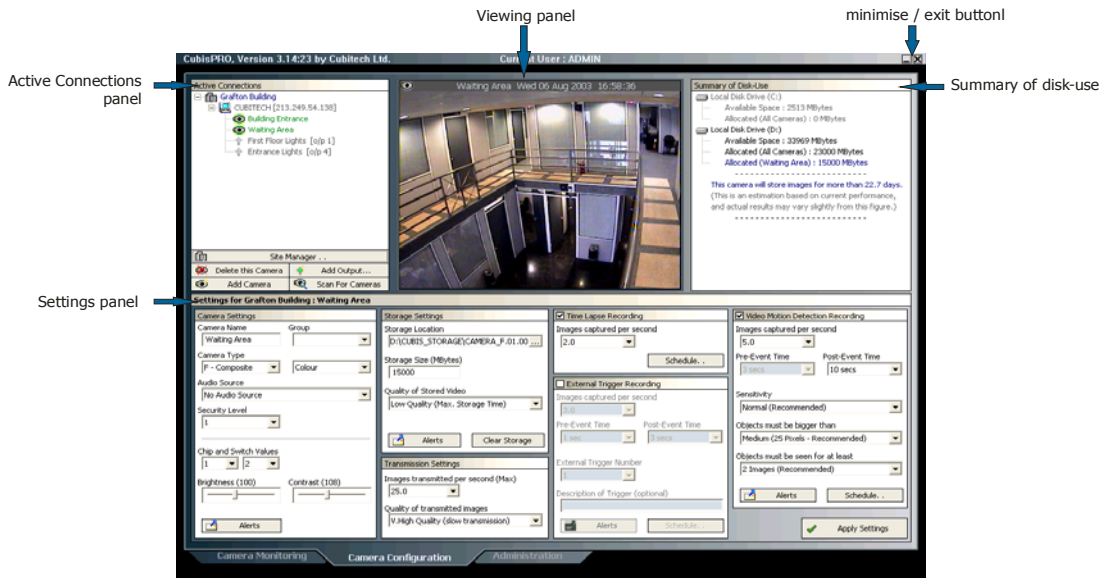 Viewing panel
minimise / exit buttonl
CubisPRO, Version 3.14:23 by Cubitech Ltd.
Current User : ADMIN
Active Connections
panel
Active Connections
Grafton Building
CUBITECH [213.249.54.138]
Building Entrance
Waiting Area
First Floor Lights [o/p 1]
Entrance Lights [o/p 4]
Site Manager . .
Delete this Camera
Add Output...
Add Camera
Scan For Cameras
Waiting Area Wed 06 Aug 2003 16:58:36
Summary of Disk-Use
Local Disk Drive (C:)
Available Space : 2513 MBytes
Allocated (All Cameras) : 0 MBytes
Local Disk Drive (D:)
Available Space : 33969 MBytes
Allocated (All Cameras) : 23000 MBytes
Allocated (Waiting Area) : 15000 MBytes
This camera will store images for more than 22.7 days.
(This is an estimation based on current performance,
and actual results may vary slightly from this figure.)
Summary of disk-use
Settings panel
Settings for Grafton Building : Waiting Area
Camera Settings
Camera Name
Group
Waiting Area
Camera Type
F - Composite
Colour
Audio Source
No Audio Source
Security Level
1
Chip and Switch Values
1
2
Brightness (100)
Contrast (108)
Alerts
Storage Settings
Storage Location
D:\CUBIS_STORAGE\CAMERA_F.01.00 ...
Storage Size (MBytes)
15000
Quality of Stored Video
Low Quality (Max. Storage Time)
Alerts
Clear Storage
Transmission Settings
Images transmitted per second (Max)
25.0
Quality of transmitted images
V.High Quality (slow transmission)
Time Lapse Recording
Images captured per second
2.0
Schedule. .
External Trigger Recording
Images captured per second
3.0
Pre-Event Time
Post-Event Time
1 sec
3 secs
External Trigger Number
1
Description of Trigger (optional)
Alerts
Schedule. .
Video Motion Detection Recording
Images captured per second
5.0
Pre-Event Time
Post-Event Time
3 secs
10 secs
Sensitivity
Normal (Recommended)
Objects must be bigger than
Medium (25 Pixels - Recommended)
Objects must be seen for at least
2 Images (Recommended)
Alerts
Schedule. .
Apply Settings
Camera Monitoring
Camera Configuration
Administration